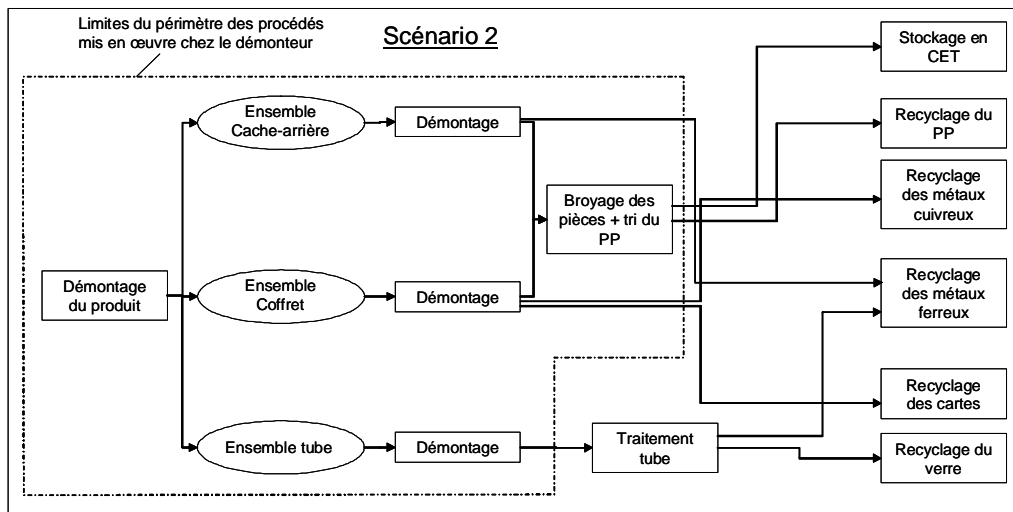 Limites du périmètre des procédés
mis en œuvre chez le démonteur
Scénario 2
Stockage en
CET
Ensemble
Cache-arrière
Démontage
Recyclage du
PP
Broyage des
pièces + tri du
PP
Recyclage
des métaux
cuivreux
Démontage
du produit
Ensemble
Coffret
Démontage
Recyclage
des métaux
ferreux
Recyclage
des cartes
Ensemble tube
Démontage
Traitement
tube
Recyclage du
verre